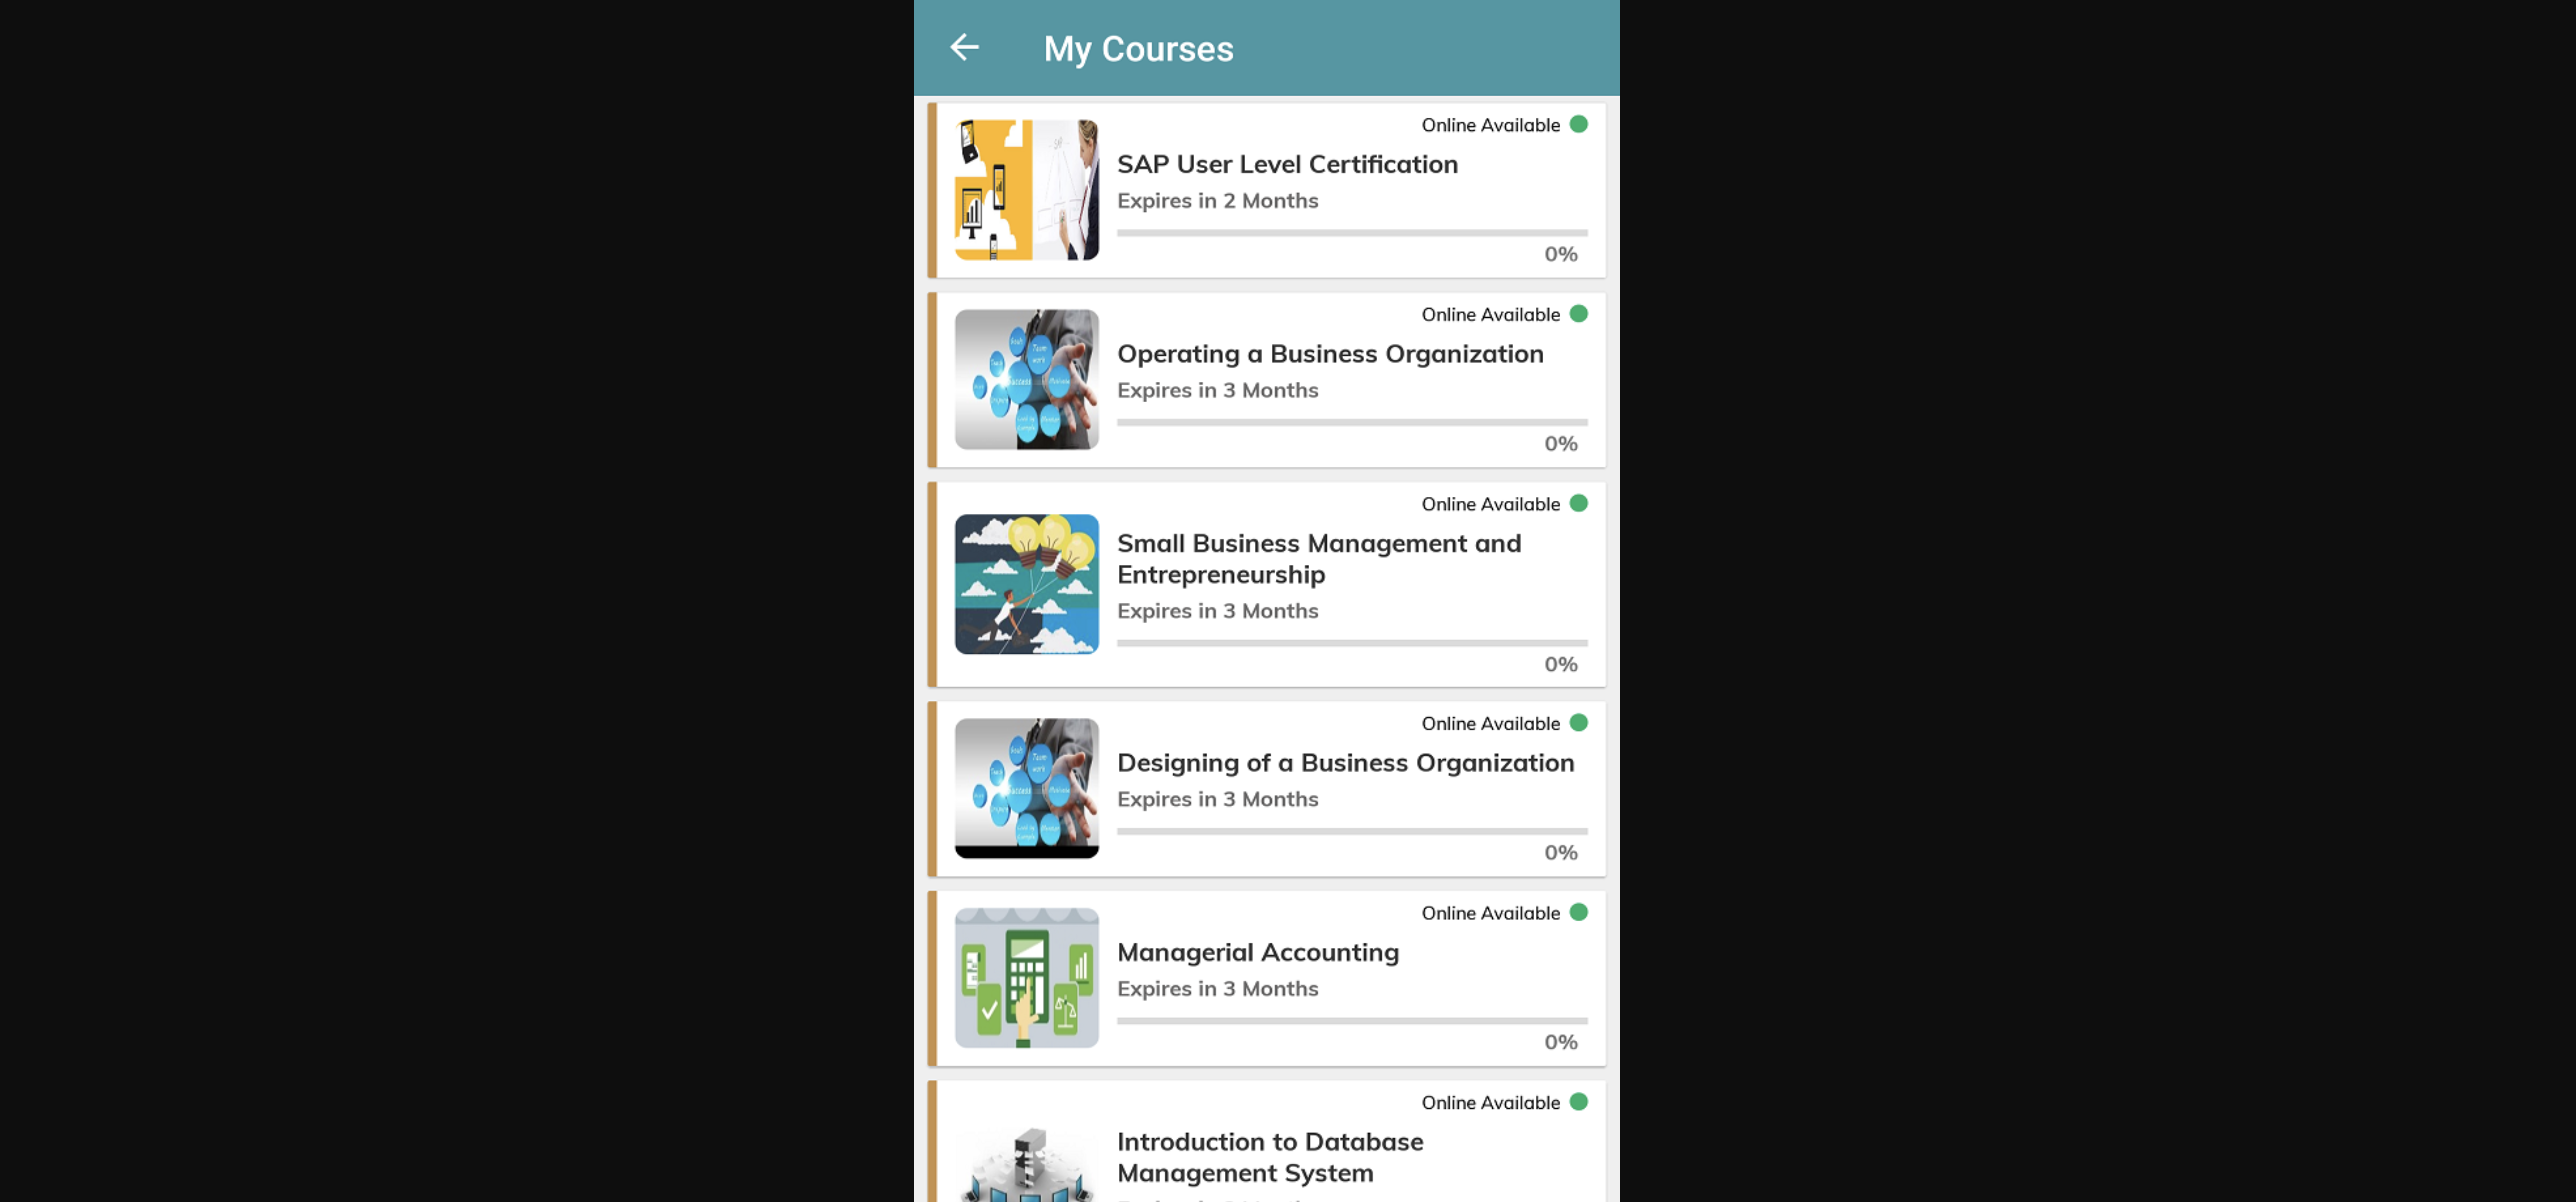 My Courses
Online Available
SAP User Level Certification
Expires in 2 Months
0%
Online Available
Operating a Business Organization
Expires in 3 Months
0%
Online Available
Small Business Management and
Entrepreneurship
Expires in 3 Months
0%
Online Available
Designing of a Business Organization
Expires in 3 Months
0%
Online Available
Managerial Accounting
Expires in 3 Months
0%
Online Available
Introduction to Database
Management System